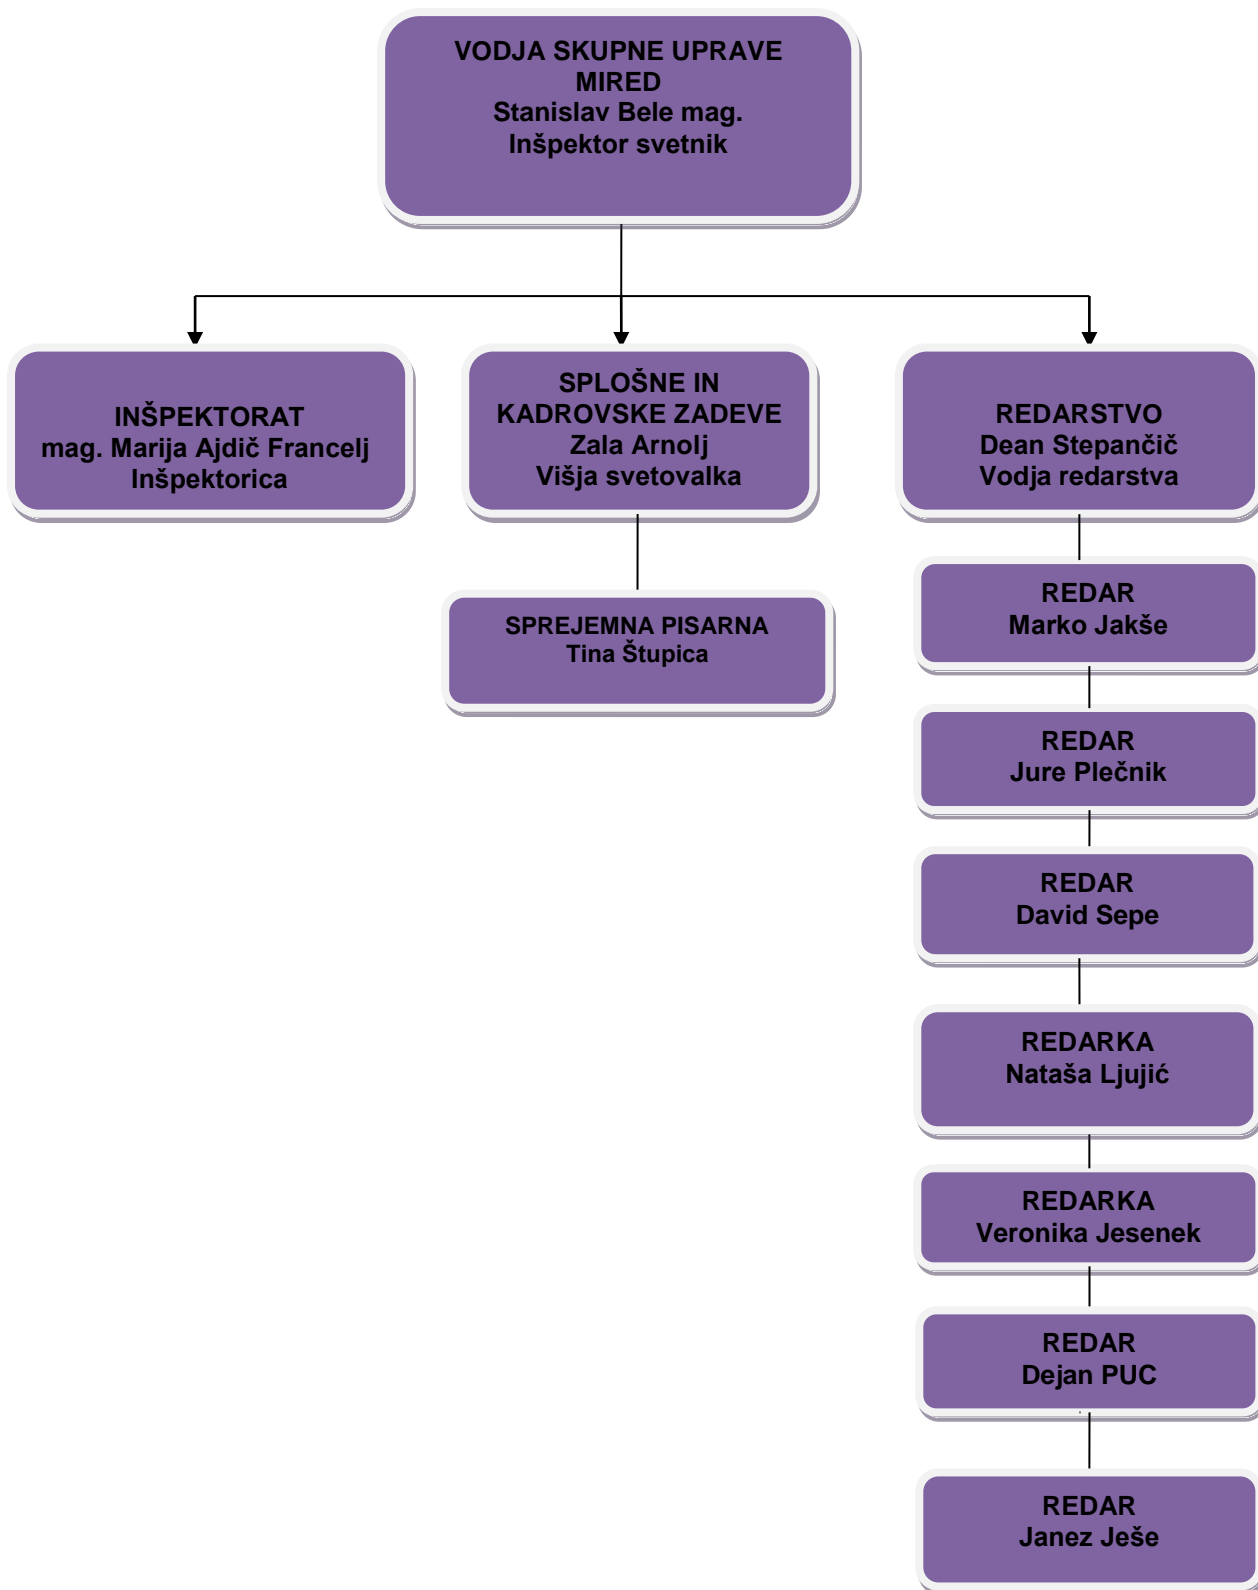 VODJA SKUPNE UPRAVE
MIRED
Stanislav Bele mag.
Inšpektor svetnik
INŠPEKTORAT
mag. Marija Ajdič Francelj
Inšpektorica
SPLOŠNE IN
KADROVSKE ZADEVE
Zala Arnolj
Višja svetovalka
SPREJEMNA PISARNA
Tina Štupica
REDARSTVO
Dean Stepančič
Vodja redarstva
REDAR
Marko Jakše
REDAR
Jure Plečnik
REDAR
David Sepe
REDARKA
Nataša Ljujić
REDARKA
Veronika Jesenek
REDAR
Dejan PUC
REDAR
Janez Ješe